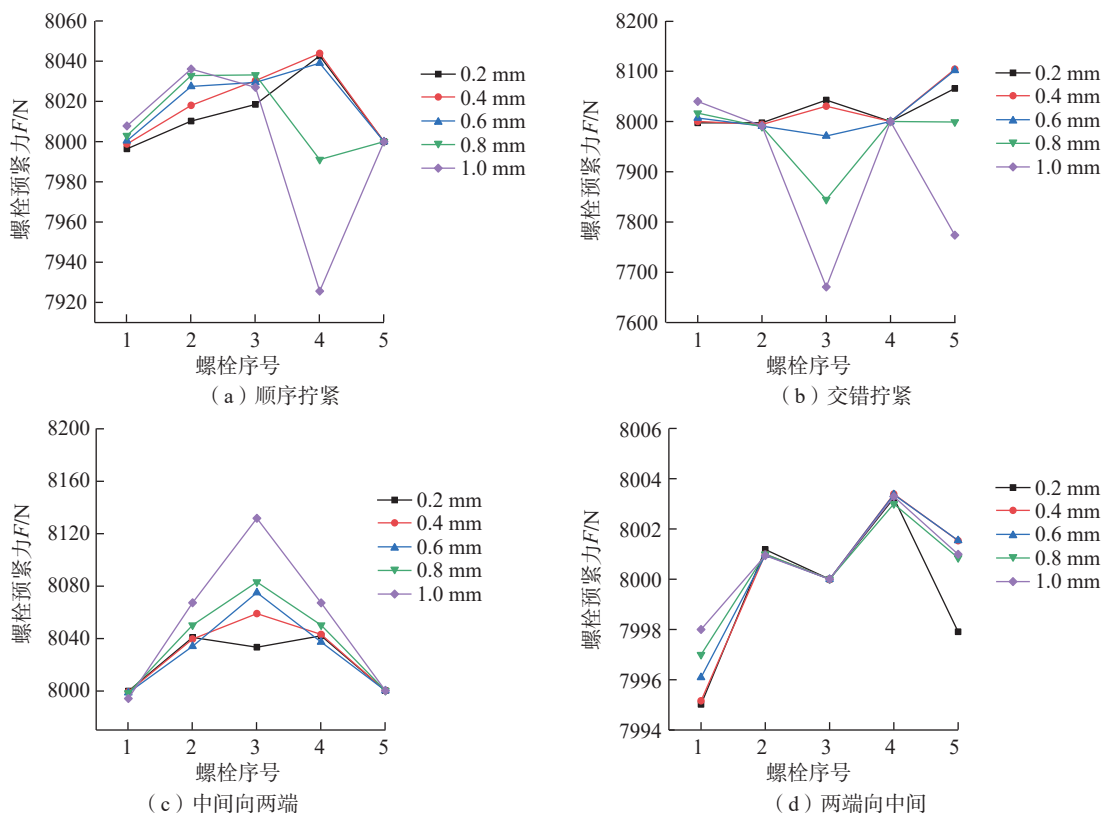 8060
8040
8020
8000
7980
7960
7940
7920
螺栓预紧力F/N
1 2 3 4 5
螺栓序号
0.2 mm
0.4 mm
0.6 mm
0.8 mm
1.0 mm
（a）顺序拧紧
8200
8100
8000
7900
7800
7700
7600
螺栓预紧力F/N
1 2 3 4 5
螺栓序号
0.2 mm
0.4 mm
0.6 mm
0.8 mm
1.0 mm
（b）交错拧紧
8200
8160
8120
8080
8040
8000
螺栓预紧力F/N
1 2 3 4 5
螺栓序号
0.2 mm
0.4 mm
0.6 mm
0.8 mm
1.0 mm
（c）中间向两端
8006
8004
8002
8000
7998
7996
7994
螺栓预紧力F/N
1 2 3 4 5
螺栓序号
0.2 mm
0.4 mm
0.6 mm
0.8 mm
1.0 mm
（d）两端向中间